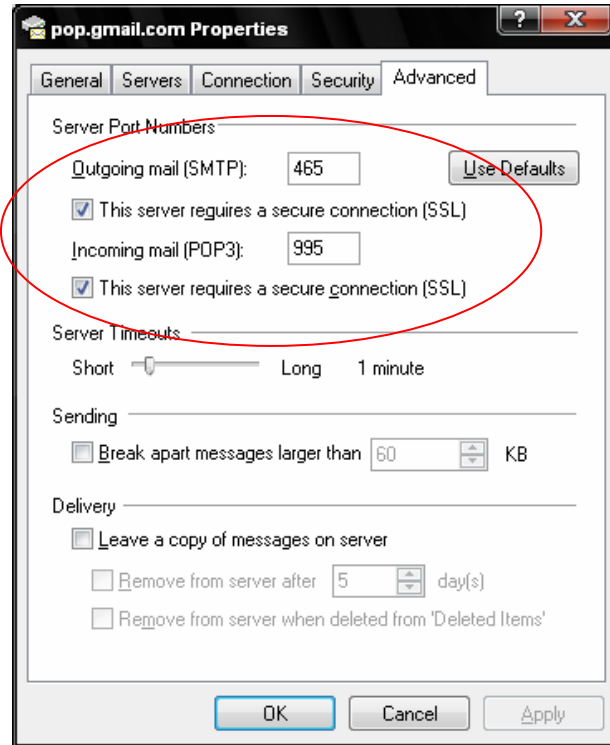 pop.gmail.com Properties
?
X
General Servers Connection Security Advanced
Server Port Numbers
Outgoing mail (SMTP): 465 Use Defaults
This server requires a secure connection (SSL)
Incoming mail (POP3): 995
This server requires a secure connection (SSL)
Server Timeouts
Short Long 1 minute
Sending
Break apart messages larger than 60 KB
Delivery
Leave a copy of messages on server
Remove from server after 5 day(s)
Remove from server when deleted from 'Deleted Items'
OK Cancel Apply